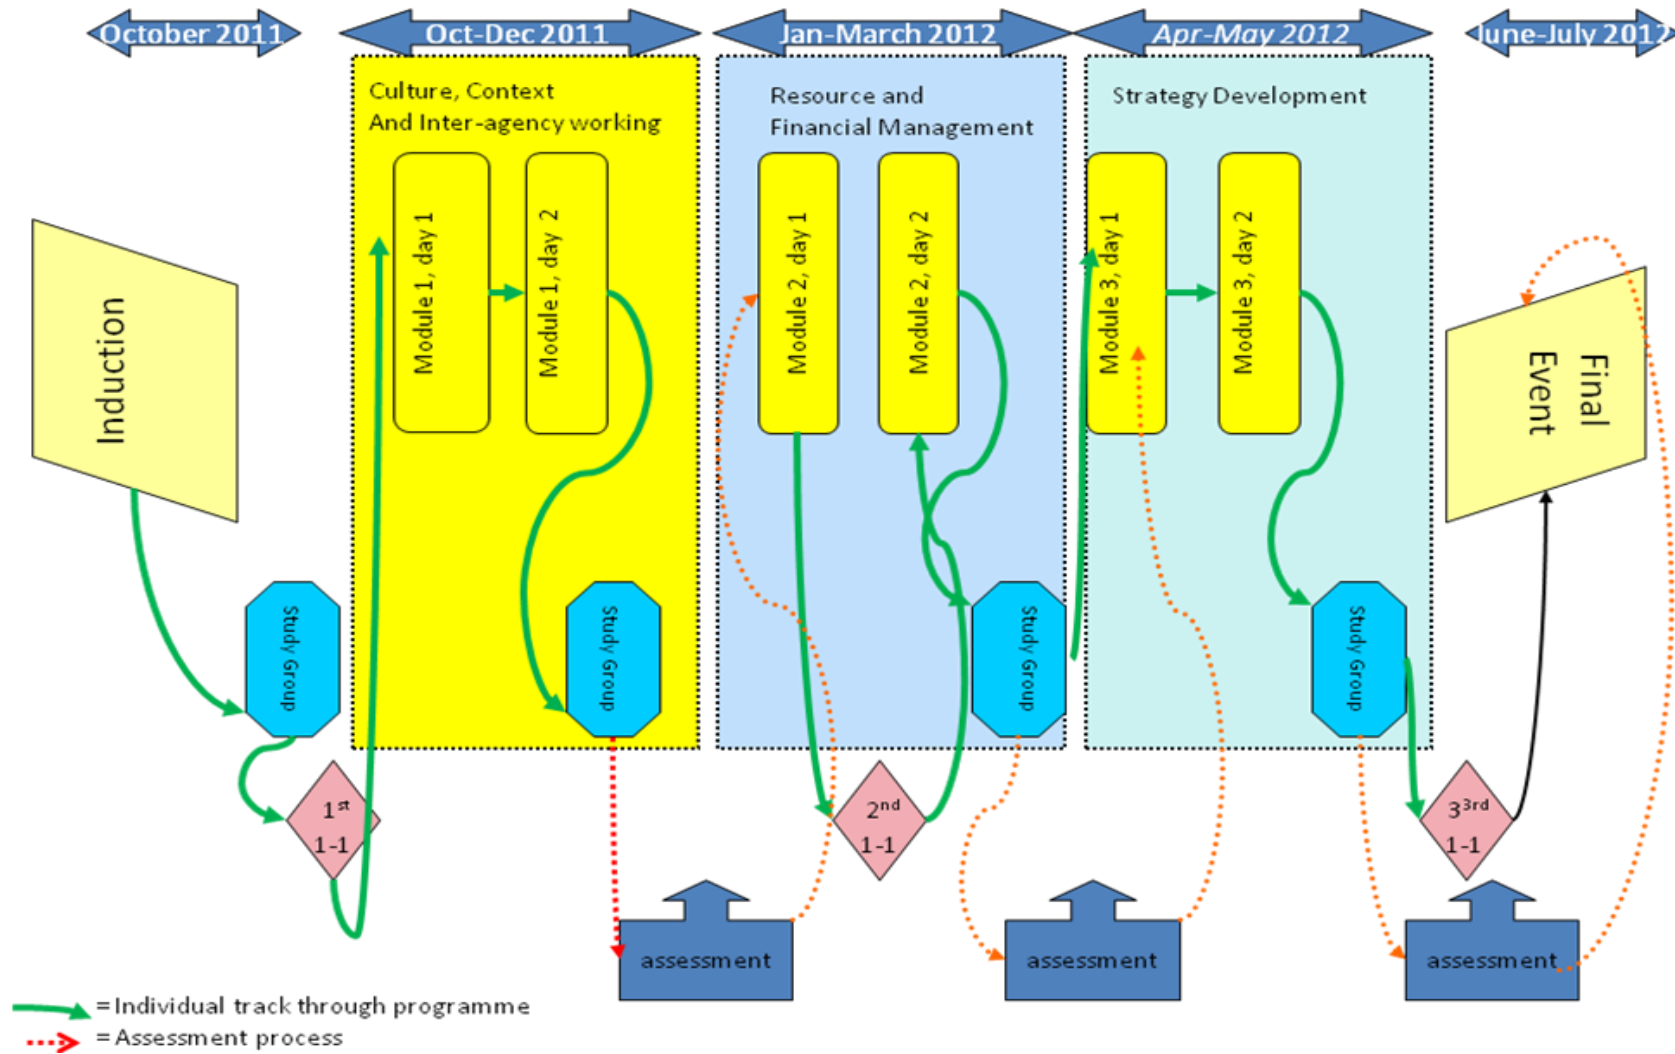 October 2011
Oct-Dec 2011
Jan-March 2012
Apr-May 2012
June-July 2012
Culture, Context
And Inter-agency working
Resource and
Financial Management
Strategy Development
Induction
Module 1, day 1
Module 1, day 2
Module 2, day 1
Module 2, day 2
Module 3, day 1
Module 3, day 2
Final
Event
Study Group
Study Group
Study Group
Study Group
1st
1-1
2nd
1-1
33rd
1-1
assessment
assessment
assessment
= Individual track through programme
= Assessment process